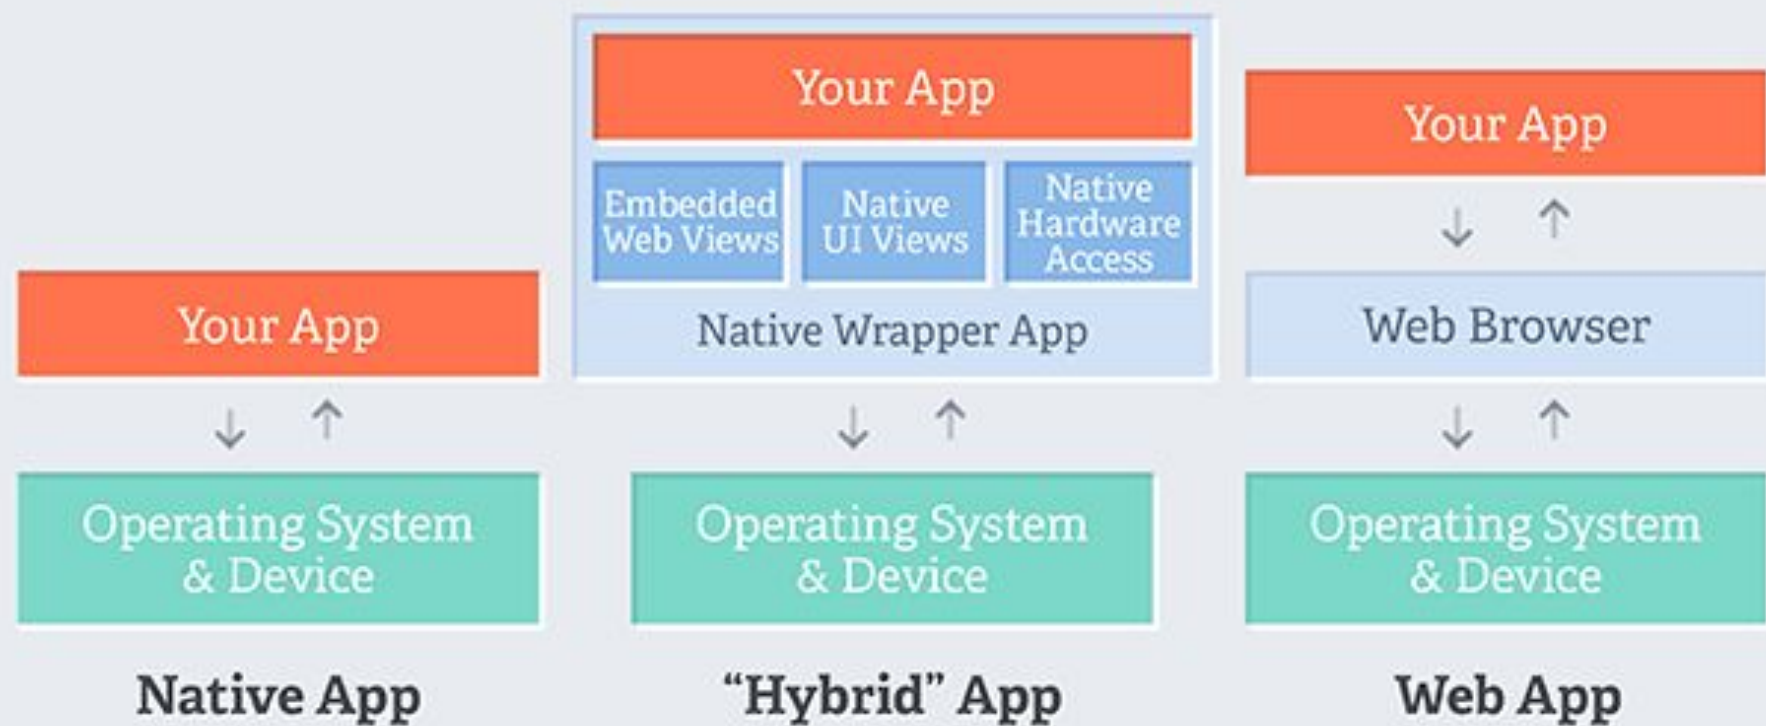 Your App
Operating System
& Device
Native App
Your App
Embedded
Web Views
Native
UI Views
Native
Hardware
Access
Native Wrapper App
Operating System
& Device
“Hybrid” App
Your App
Web Browser
Operating System
& Device
Web App